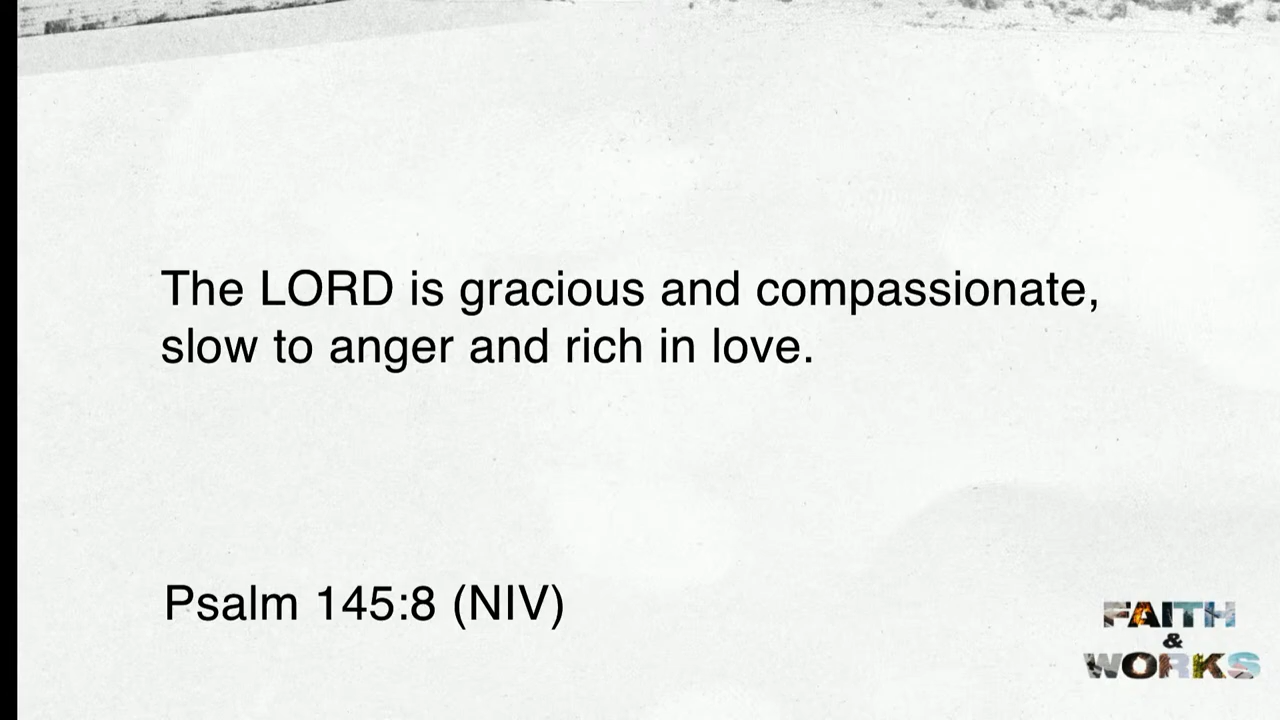 The LORD is gracious and compassionate,
slow to anger and rich in love.
Psalm 145:8 (NIV)
FAITH
&
WORKS